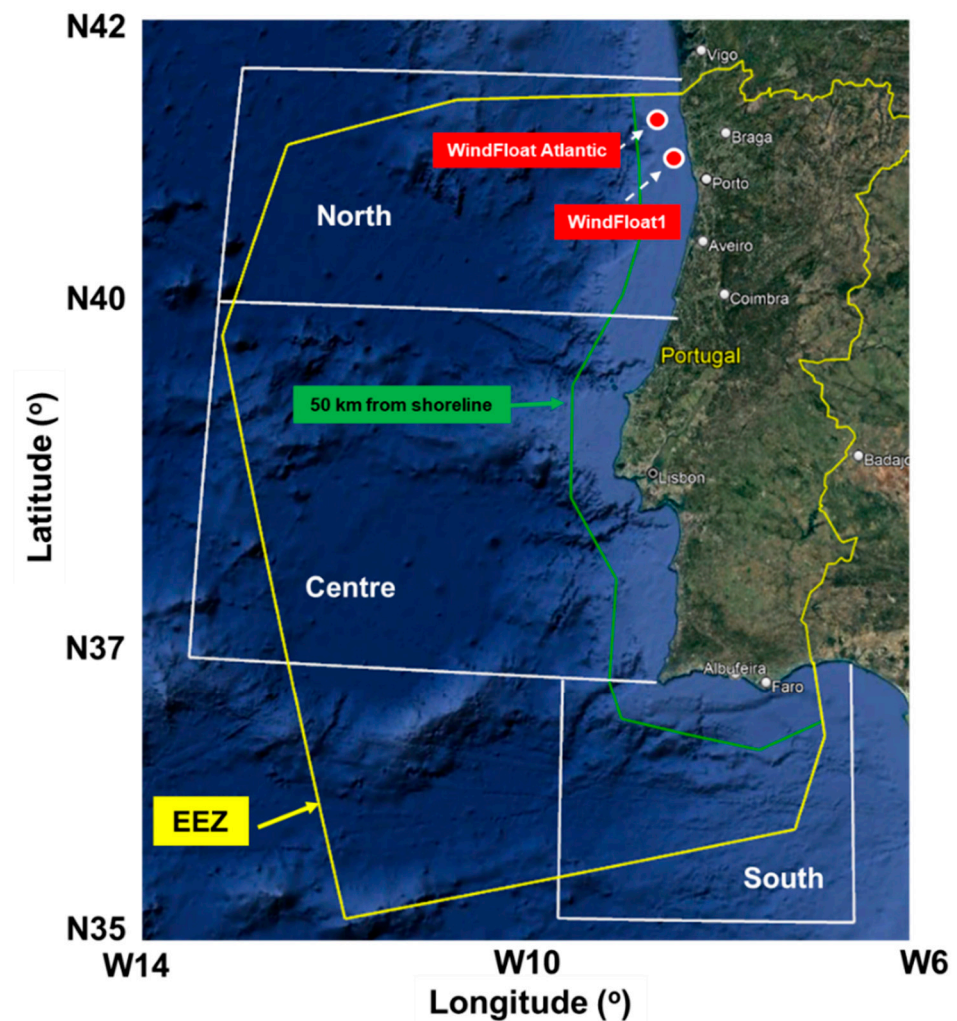 N42
Vigo
WindFloat Atlantic
Braga
Porto
North
WindFloat1
Aveiro
N40
Coimbra
Portugal
50 km from shoreline
Badajo
Lisbon
Latitude (º)
Centre
N37
Albufeira
Faro
EEZ
South
N35
W14
W10
W6
Longitude (º)